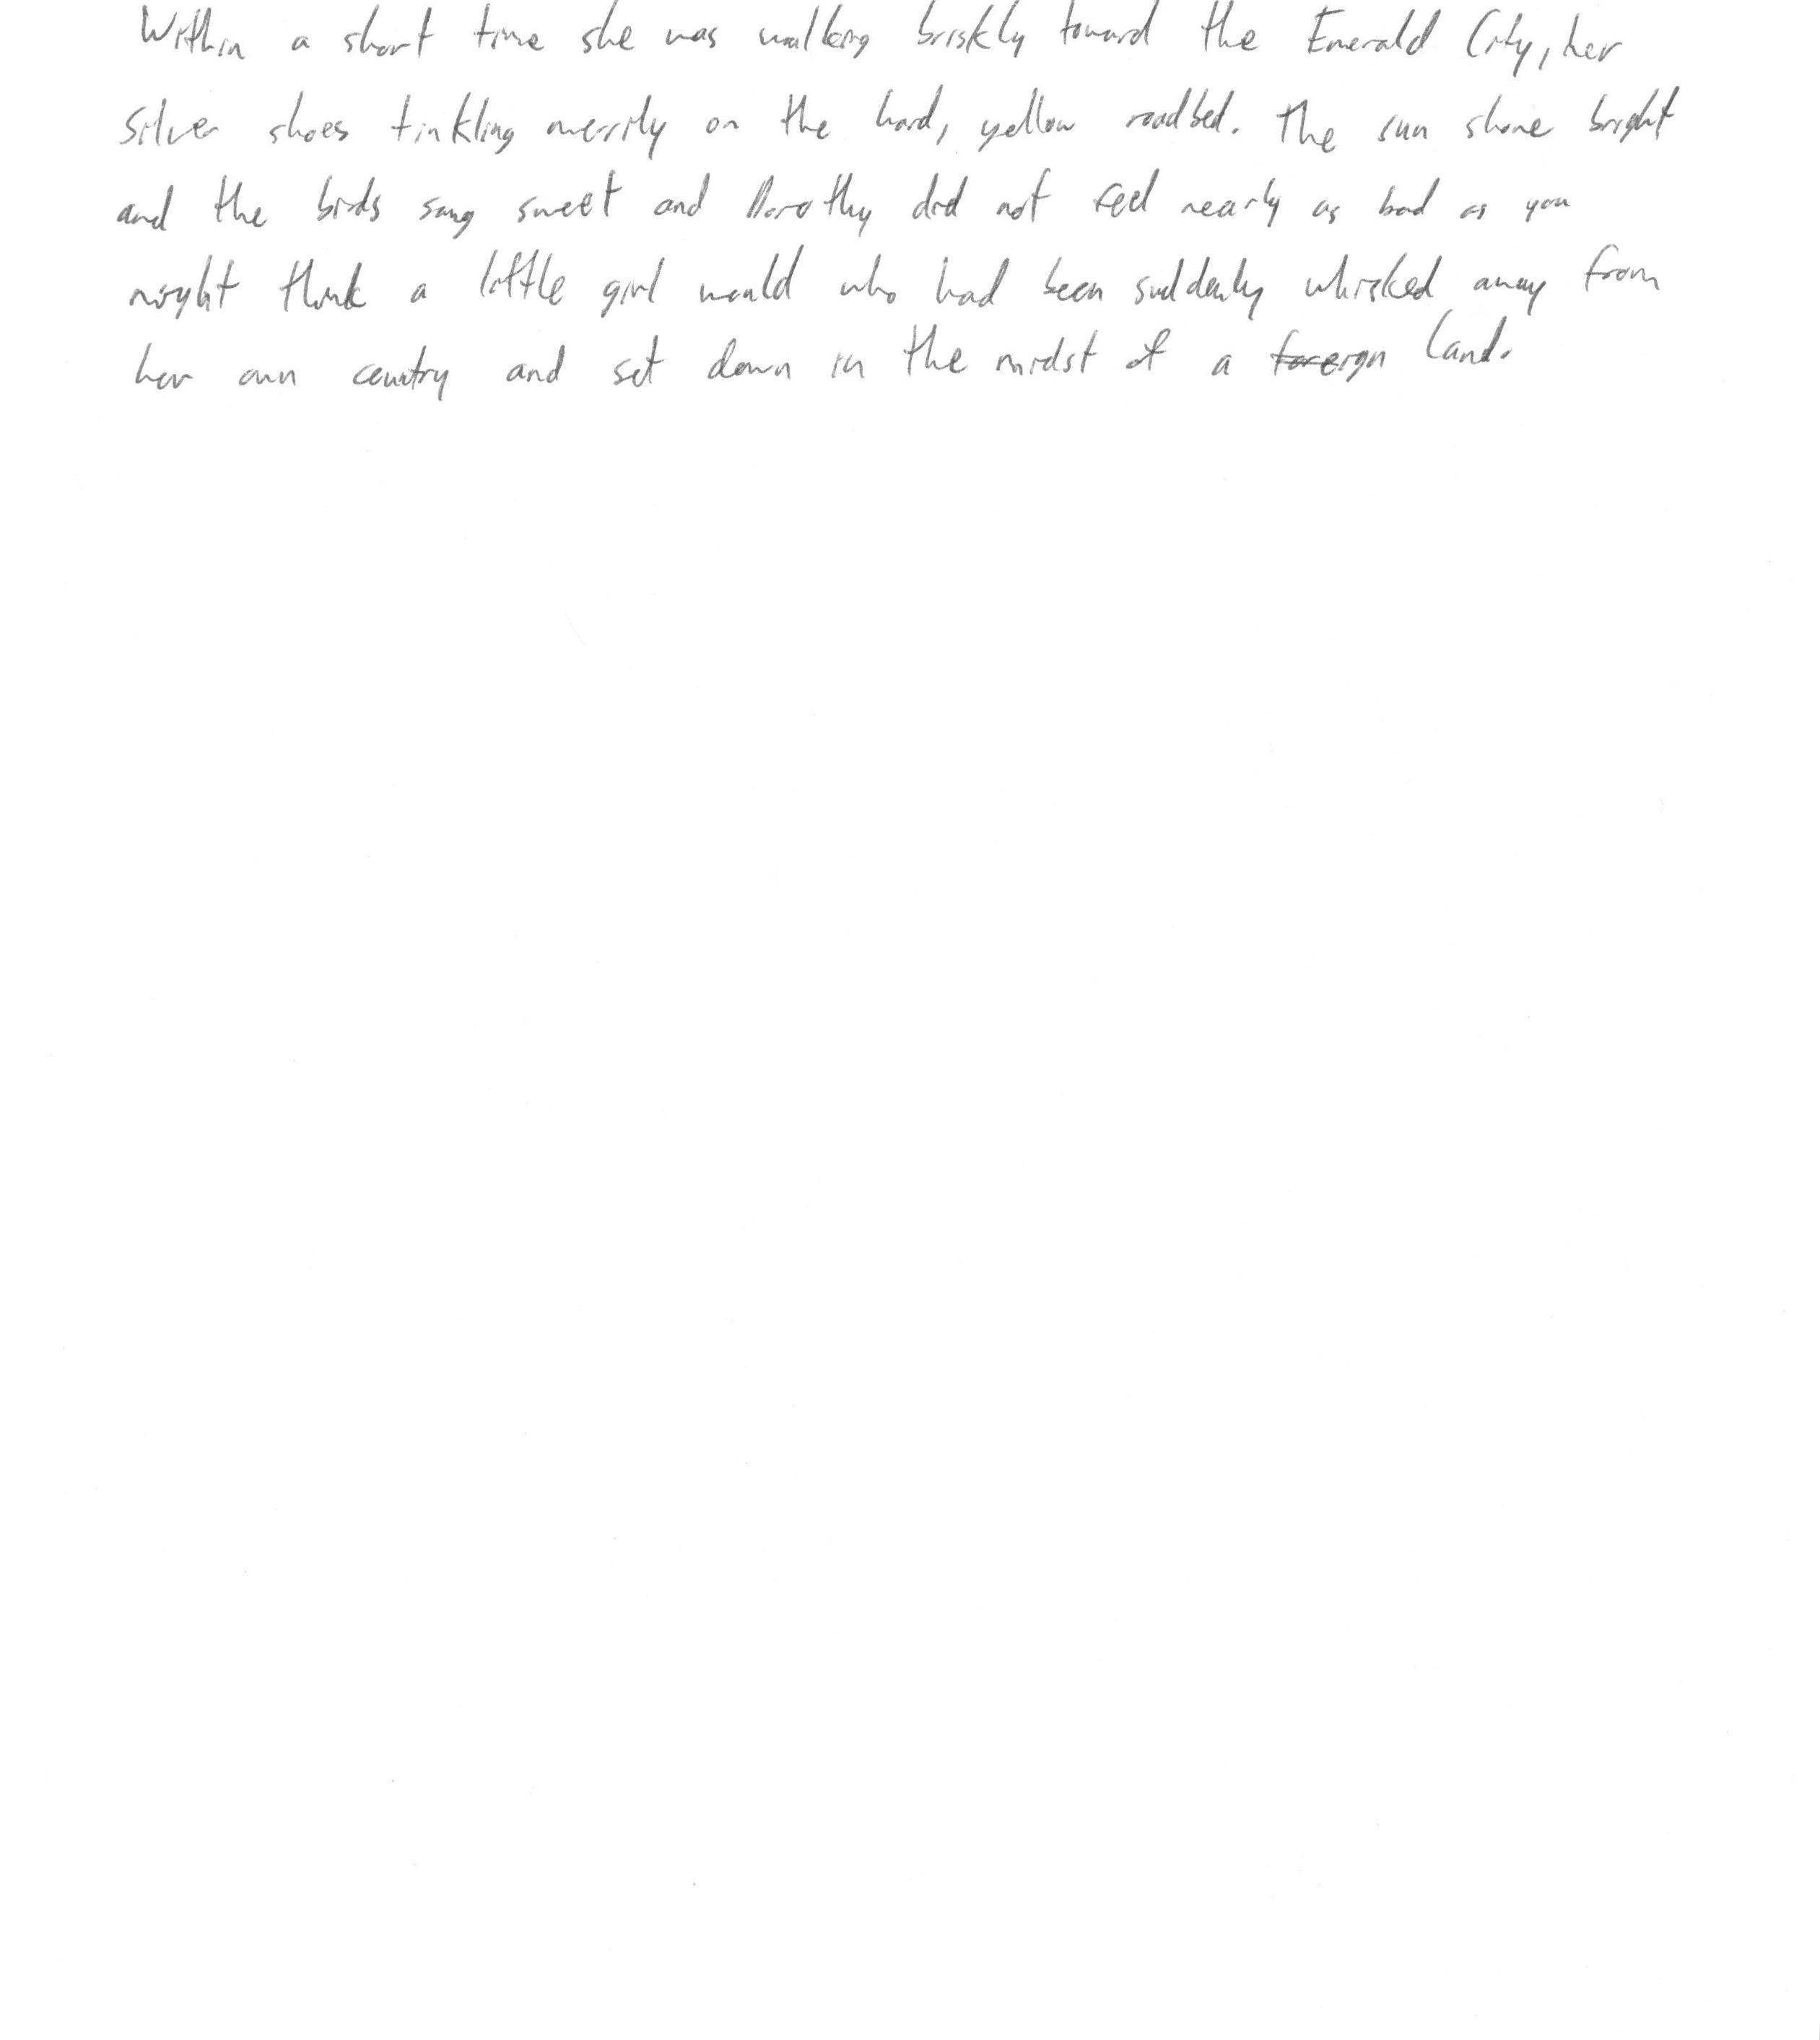 Within a short time she was walking briskly toward the Emerald City, her
silver shoes tinkling merrily on the hard, yellow roadbed. The sun shone bright
and the birds sang sweet and Dorothy did not feel nearly as bad as you
might think a little girl would who had been suddenly whisked away from
her own country and set down in the midst of a foreign land.